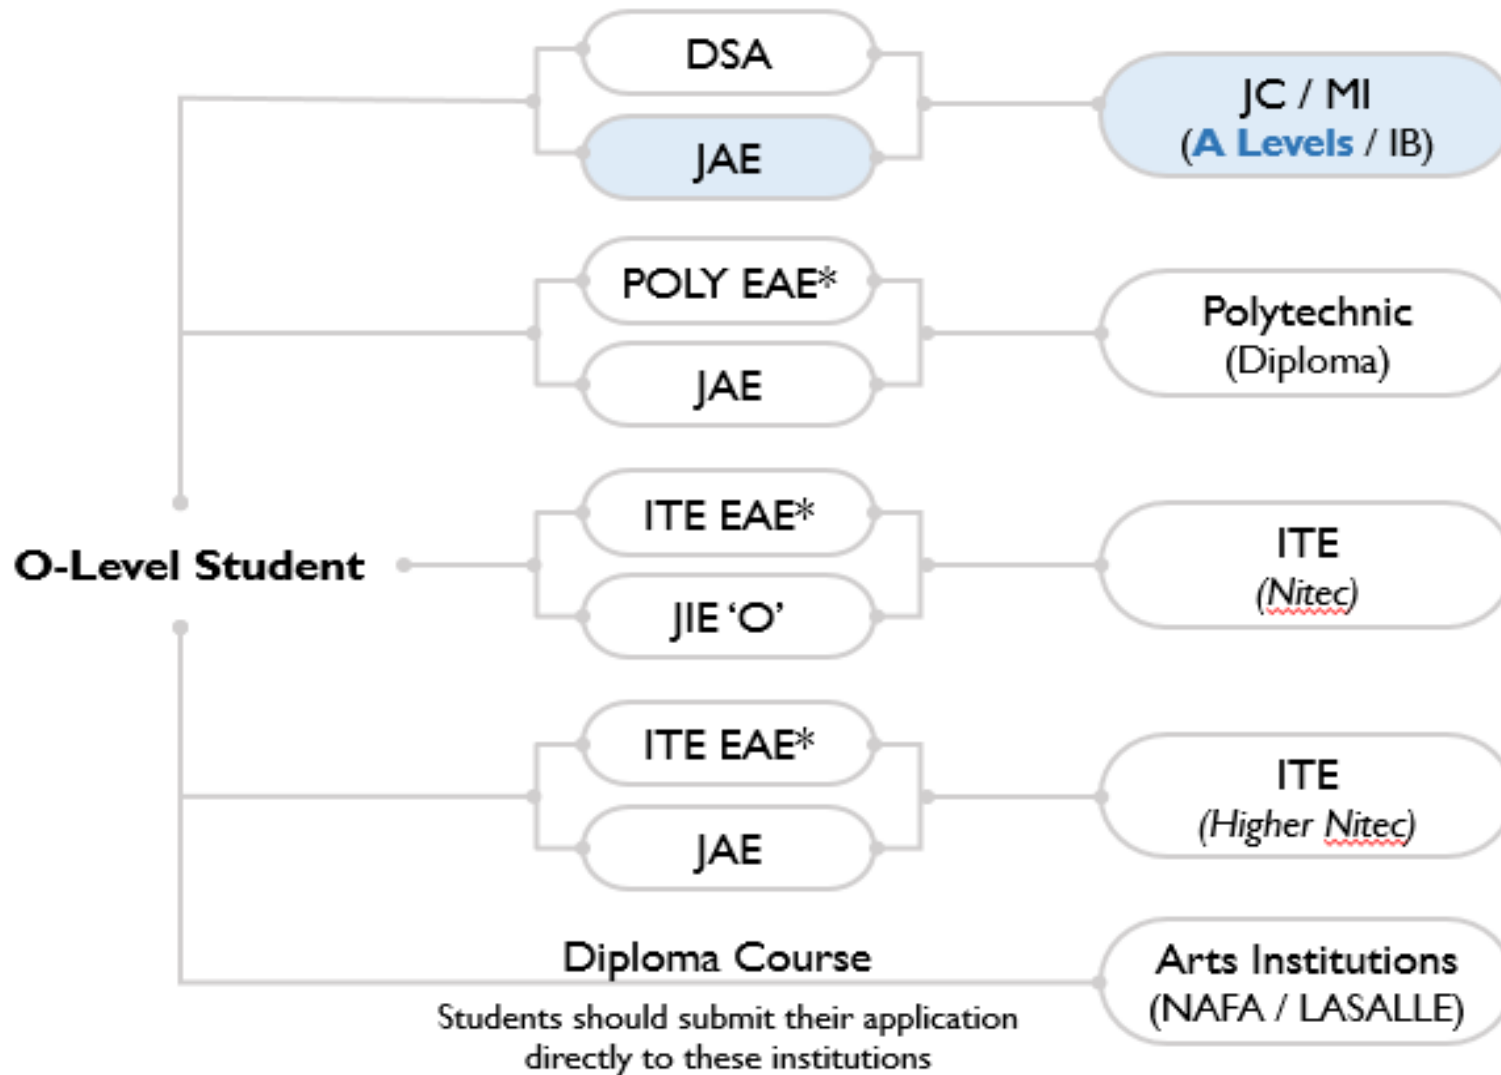 DSA
JAE
JC / MI
(A Levels / IB)
POLY EAE*
JAE
Polytechnic
(Diploma)
O-Level Student
ITE EAE*
JIE ‘O’
ITE
(Nitec)
ITE EAE*
JAE
ITE
(Higher Nitec)
Diploma Course
Students should submit their application
directly to these institutions
Arts Institutions
(NAFA / LASALLE)